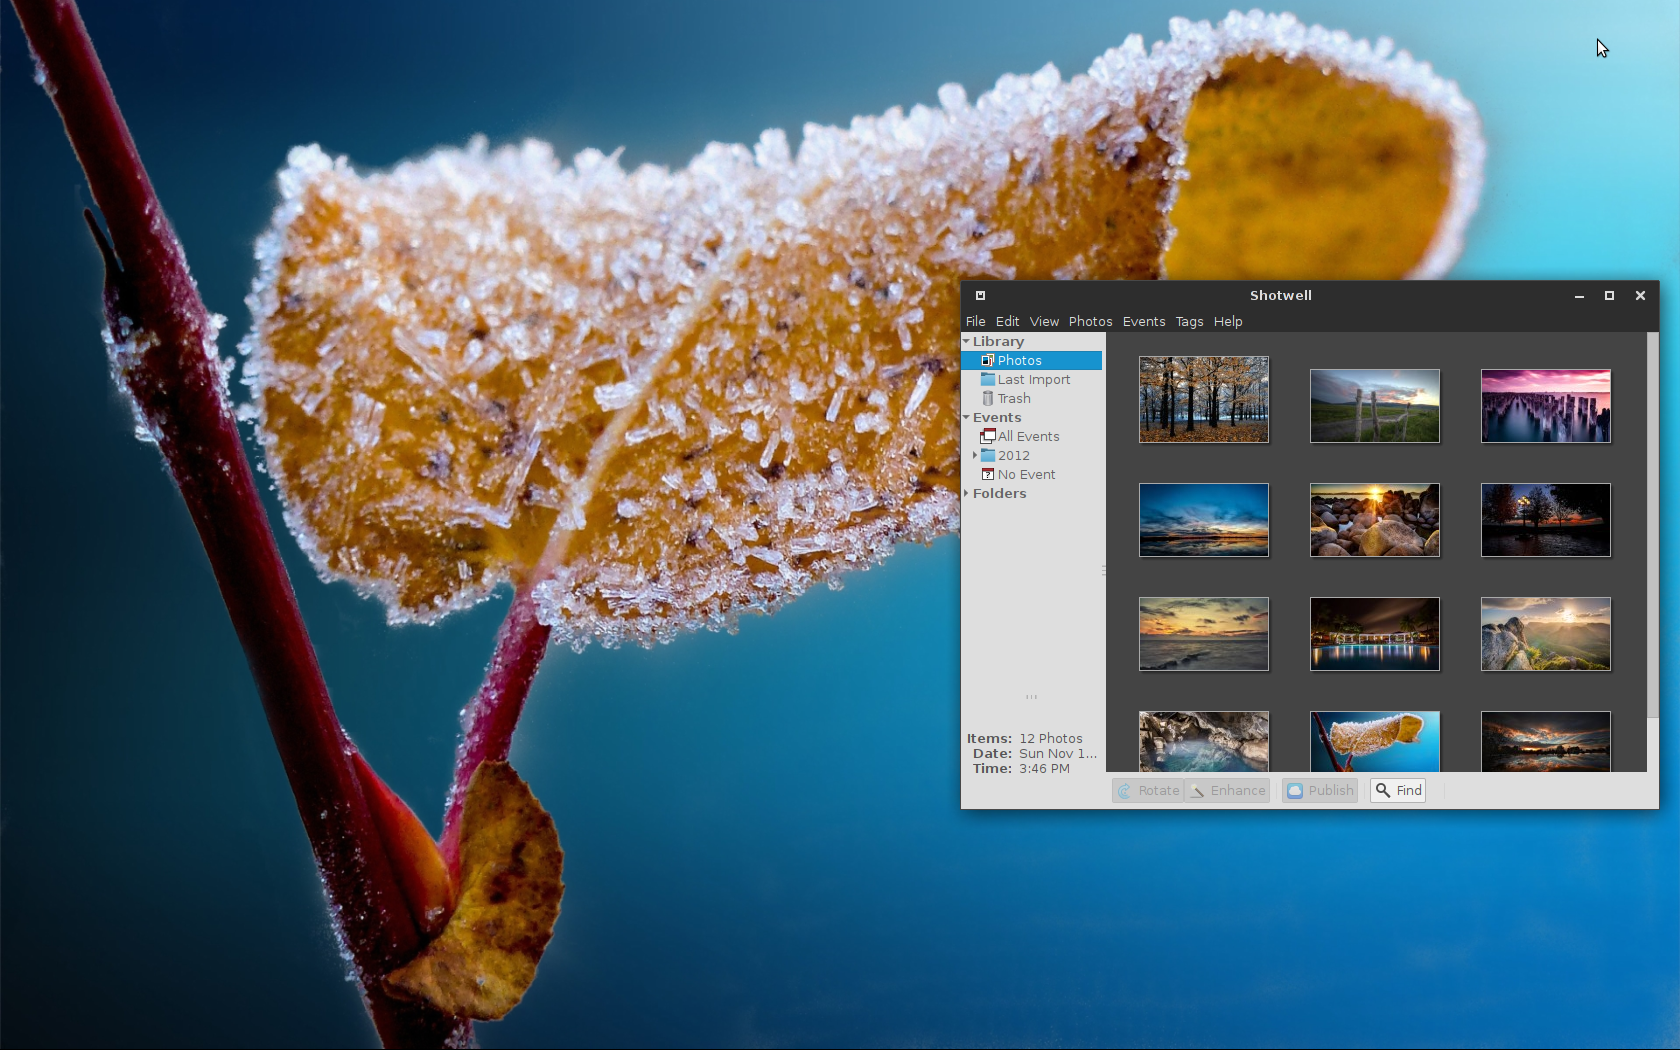 Shotwell
File Edit View Photos Events Tags Help
Library
Photos
Last Import
Trash
Events
All Events
2012
No Event
Folders
Items: 12 Photos
Date: Sun Nov 1...
Time: 3:46 PM
Rotate Enhance Publish Find